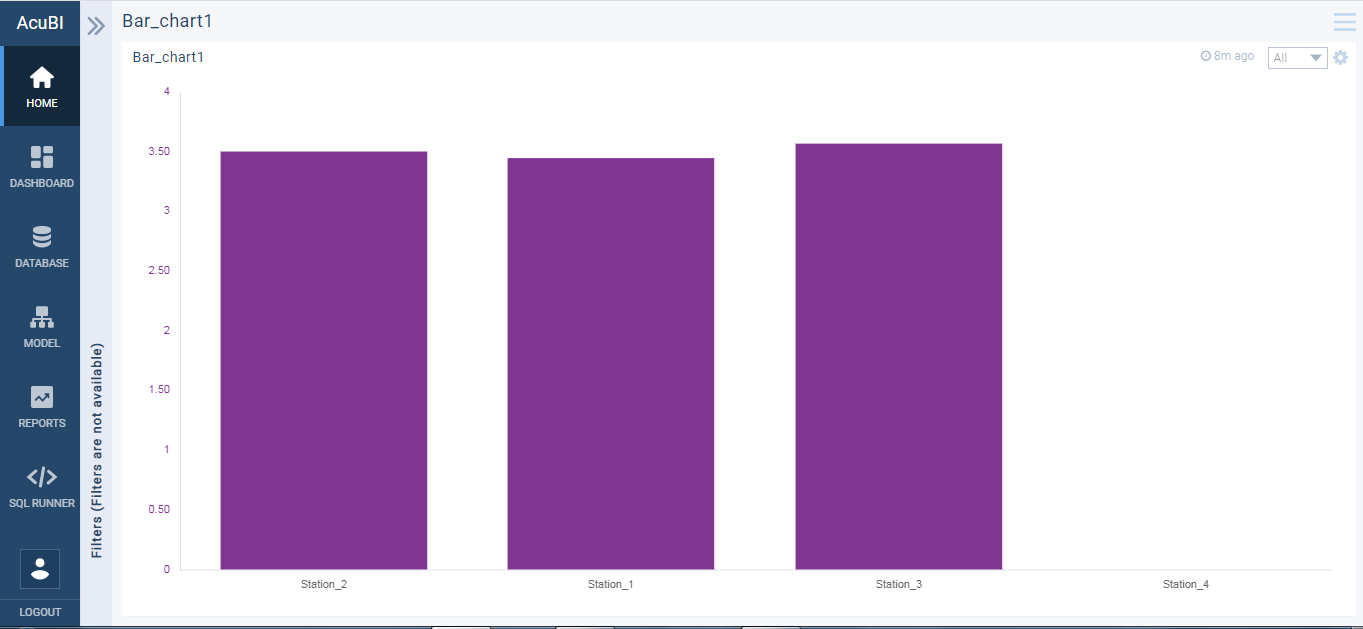 AcuBI
HOME
DASHBOARD
DATABASE
MODEL
REPORTS
SQL RUNNER
LOGOUT
Filters (Filters are not available)
Bar_chart1
Bar_chart1
8m ago
All
4
3.50
3
2.50
2
1.50
1
0.50
0
Station_2
Station_1
Station_3
Station_4